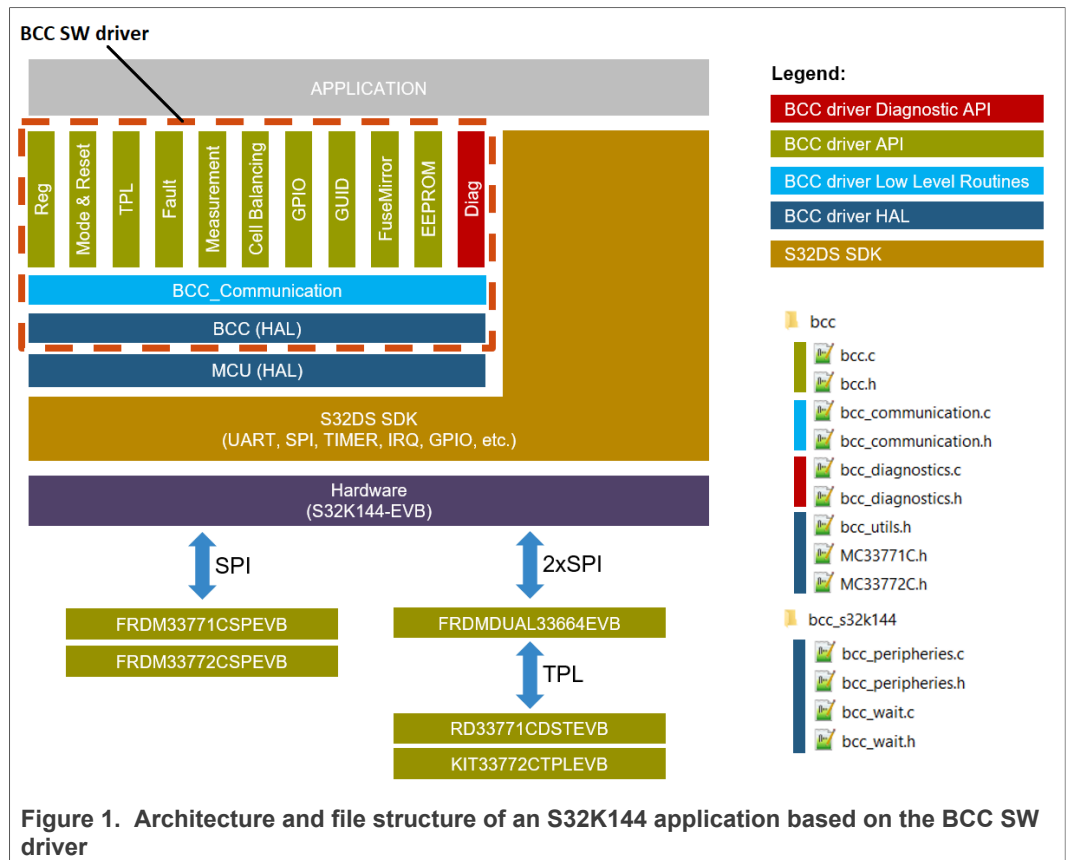 BCC SW driver
APPLICATION
Reg
Mode & Reset
TPL
Fault
Measurement
Cell Balancing
GPIO
GUID
FuseMirror
EEPROM
Diag
BCC_Communication
BCC (HAL)
MCU (HAL)
S32DS SDK
(UART, SPI, TIMER, IRQ, GPIO, etc.)
Hardware
(S32K144-EVB)
SPI
2xSPI
FRDM33771CSPEVB
FRDM33772CSPEVB
FRDMDUAL33664EVB
TPL
RD33771CDSTEVB
KIT33772CTPLEVB
Legend:
BCC driver Diagnostic API
BCC driver API
BCC driver Low Level Routines
BCC driver HAL
S32DS SDK
bcc
bcc.c
bcc.h
bcc_communication.c
bcc_communication.h
bcc_diagnostics.c
bcc_diagnostics.h
bcc_utils.h
MC33771C.h
MC33772C.h
bcc_s32k144
bcc_peripheries.c
bcc_peripheries.h
bcc_wait.c
bcc_wait.h
Figure 1. Architecture and file structure of an S32K144 application based on the BCC SW
driver